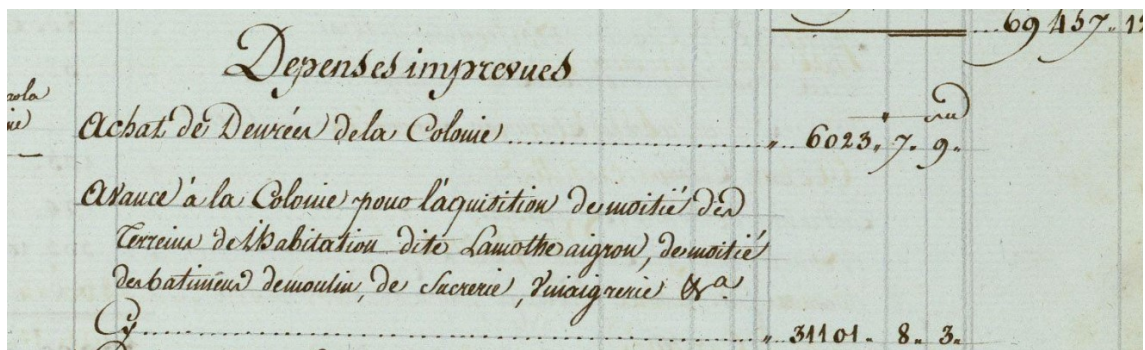 69457. 12
Depenses imprevues
Achat de Denrées de la Colonie .. 6023. 7. 9.
Avance à la Colonie pour l'aquisition de moitié des
Terreins de l'habitation dite Lamothe aigron, de moitié
des batimens de moulin, de Sucrerie, Vinaigrerie &a.
Cy .. 31101. 8. 3.